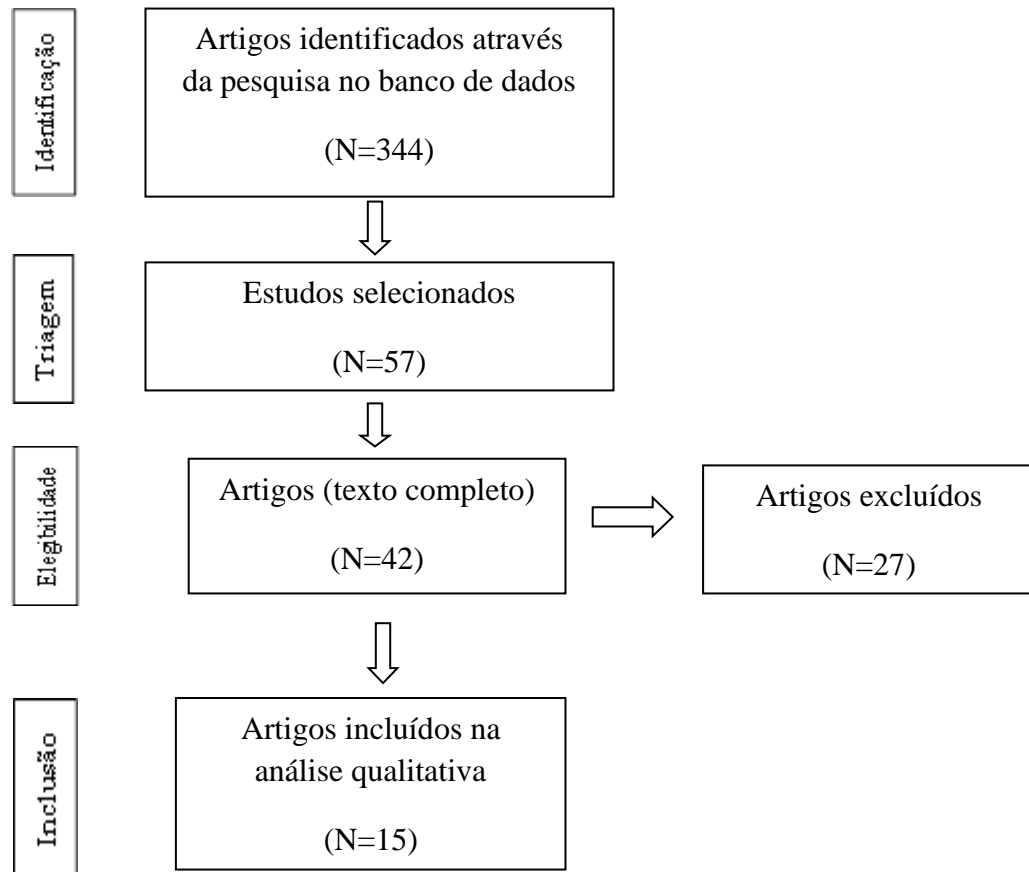 Identificação
Artigos identificados através
da pesquisa no banco de dados
(N=344)
Triagem
Estudos selecionados
(N=57)
Elegibilidade
Artigos (texto completo)
(N=42)
Artigos excluídos
(N=27)
Inclusão
Artigos incluídos na
análise qualitativa
(N=15)